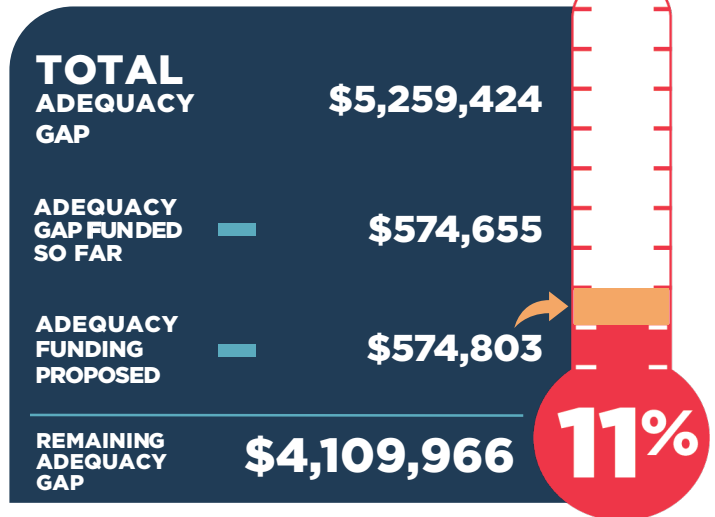 TOTAL
ADEQUACY
GAP
$5,259,424
ADEQUACY
GAP FUNDED
SO FAR
$574,655
ADEQUACY
FUNDING
PROPOSED
$574,803
REMAINING
ADEQUACY
GAP
$4,109,966
11%